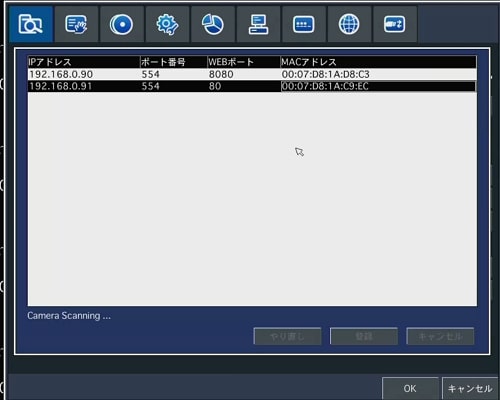 IPアドレス ポート番号 WEBポート MACアドレス
192.168.0.90 554 8080 00:07:D8:1A:D8:C3
192.168.0.91 554 80 00:07:D8:1A:C9:EC
Camera Scanning ...
やり直し 登録 キャンセル
OK キャンセル